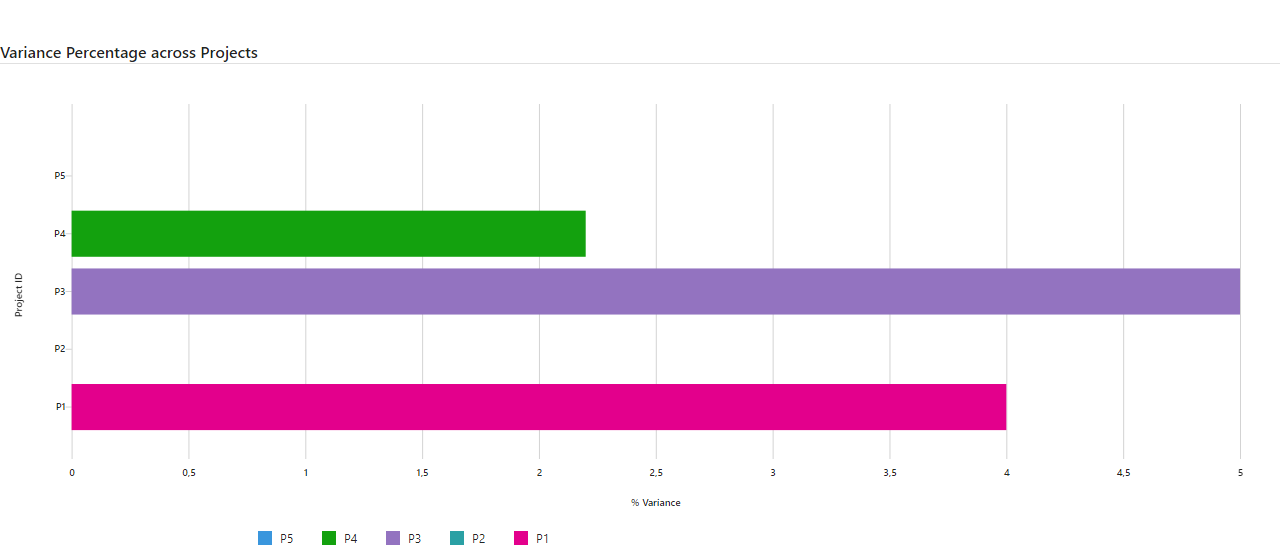 Variance Percentage across Projects
P5
P4
P3
P2
P1
Project ID
0 0,5 1 1,5 2 2,5 3 3,5 4 4,5 5
% Variance
P5 P4 P3 P2 P1